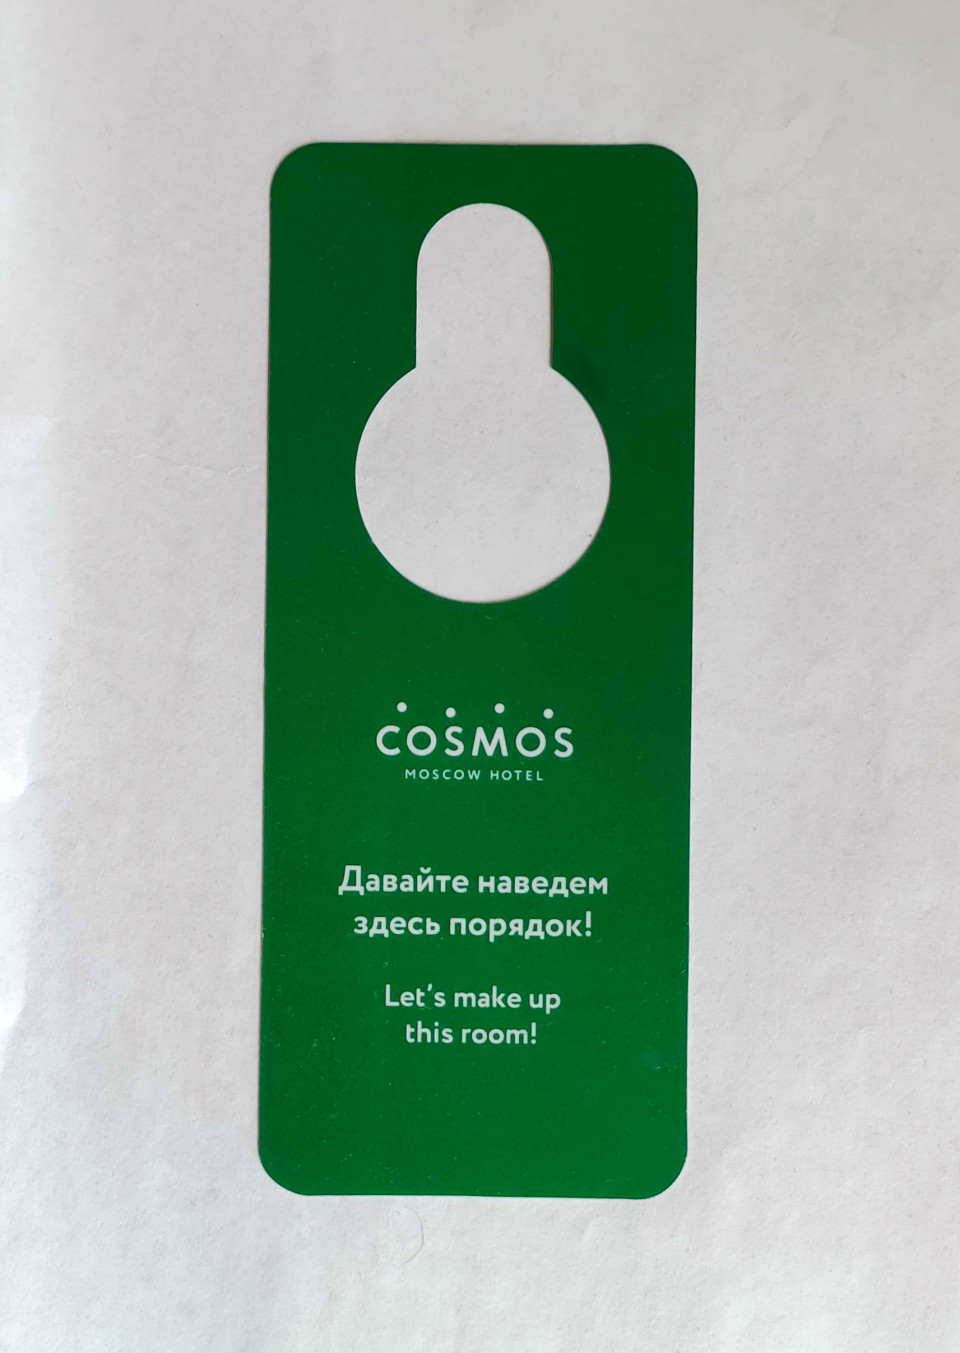 COSMOS
MOSCOW HOTEL
Давайте наведем
здесь порядок!
Let's make up
this room!